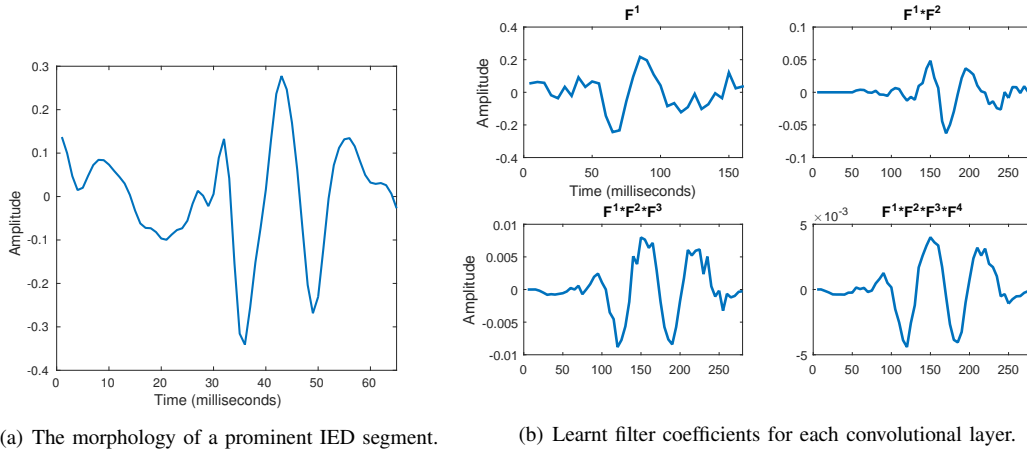 0.3
0.2
0.1
0
-0.1
-0.2
-0.3
-0.4
Amplitude
0 10 20 30 40 50 60
Time (milliseconds)
(a) The morphology of a prominent IED segment.
F¹
0.4
0.2
0
-0.2
-0.4
Amplitude
0 50 100 150
Time (milliseconds)
F¹*F²
0.1
0.05
0
-0.05
-0.1
0 50 100 150 200 250
F¹*F²*F³
0.01
0.005
0
-0.005
-0.01
Amplitude
0 50 100 150 200 250
F¹*F²*F³*F⁴
×10⁻³
5
0
-5
0 50 100 150 200 250
(b) Learnt filter coefficients for each convolutional layer.